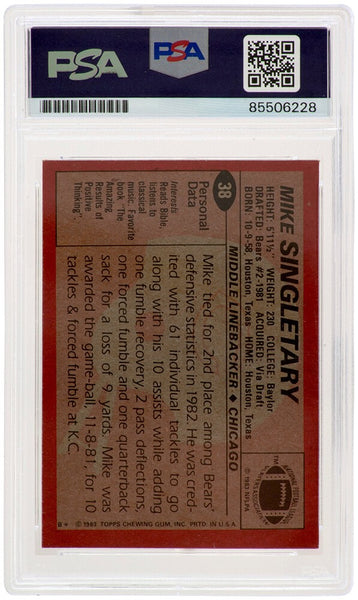 PSA
PSA
85506228
38
MIKE SINGLETARY
MIDDLE LINEBACKER ◆ CHICAGO
HEIGHT: 5'11½" WEIGHT: 230 COLLEGE: Baylor
DRAFTED: Bears #2-1981 ACQUIRED: Via Draft
BORN: 10-9-58, Houston, Texas HOME: Houston, Texas
NATIONAL FOOTBALL LEAGUE
PLAYERS ASSOCIATION
TM
© 1983 NFLPA
Personal
Data
Interests:
Reads Bible,
listens to
classical
music. Favorite
book "The
Amazing
Results of
Positive
Thinking".
Mike tied for 2nd place among Bears'
defensive statistics in 1982. He was cred-
ited with 61 individual tackles to go
along with his 10 assists while adding
one fumble recovery, 2 pass deflections,
one forced fumble and one quarterback
sack for a loss of 9 yards. Mike was
awarded the game-ball, 11-8-81, for 10
tackles & forced fumble at K.C.
B* © 1983 TOPPS CHEWING GUM, INC. PRTD. IN U.S.A.